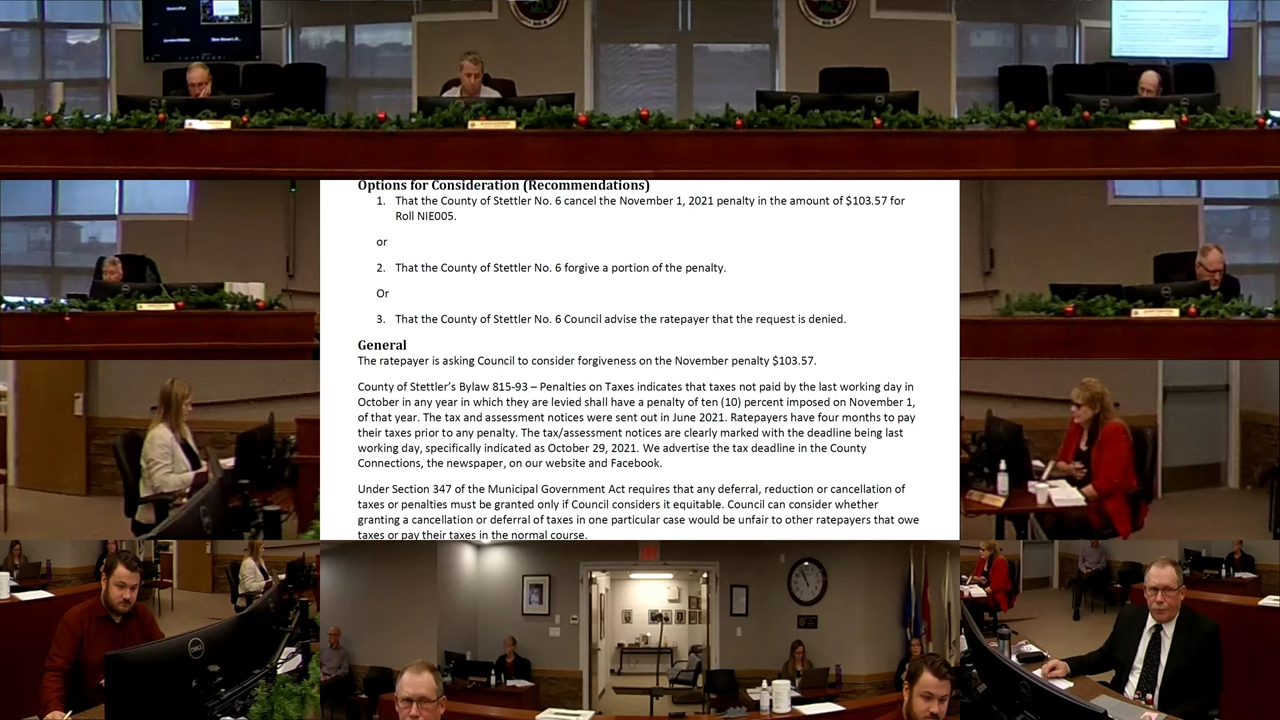 Options for Consideration (Recommendations)
1. That the County of Stettler No. 6 cancel the November 1, 2021 penalty in the amount of $103.57 for
Roll NIE005.
or
2. That the County of Stettler No. 6 forgive a portion of the penalty.
Or
3. That the County of Stettler No. 6 Council advise the ratepayer that the request is denied.
General
The ratepayer is asking Council to consider forgiveness on the November penalty $103.57.
County of Stettler's Bylaw 815-93 – Penalties on Taxes indicates that taxes not paid by the last working day in
October in any year in which they are levied shall have a penalty of ten (10) percent imposed on November 1,
of that year. The tax and assessment notices were sent out in June 2021. Ratepayers have four months to pay
their taxes prior to any penalty. The tax/assessment notices are clearly marked with the deadline being last
working day, specifically indicated as October 29, 2021. We advertise the tax deadline in the County
Connections, the newspaper, on our website and Facebook.
Under Section 347 of the Municipal Government Act requires that any deferral, reduction or cancellation of
taxes or penalties must be granted only if Council considers it equitable. Council can consider whether
granting a cancellation or deferral of taxes in one particular case would be unfair to other ratepayers that owe
taxes or pay their taxes in the normal course.
DELL